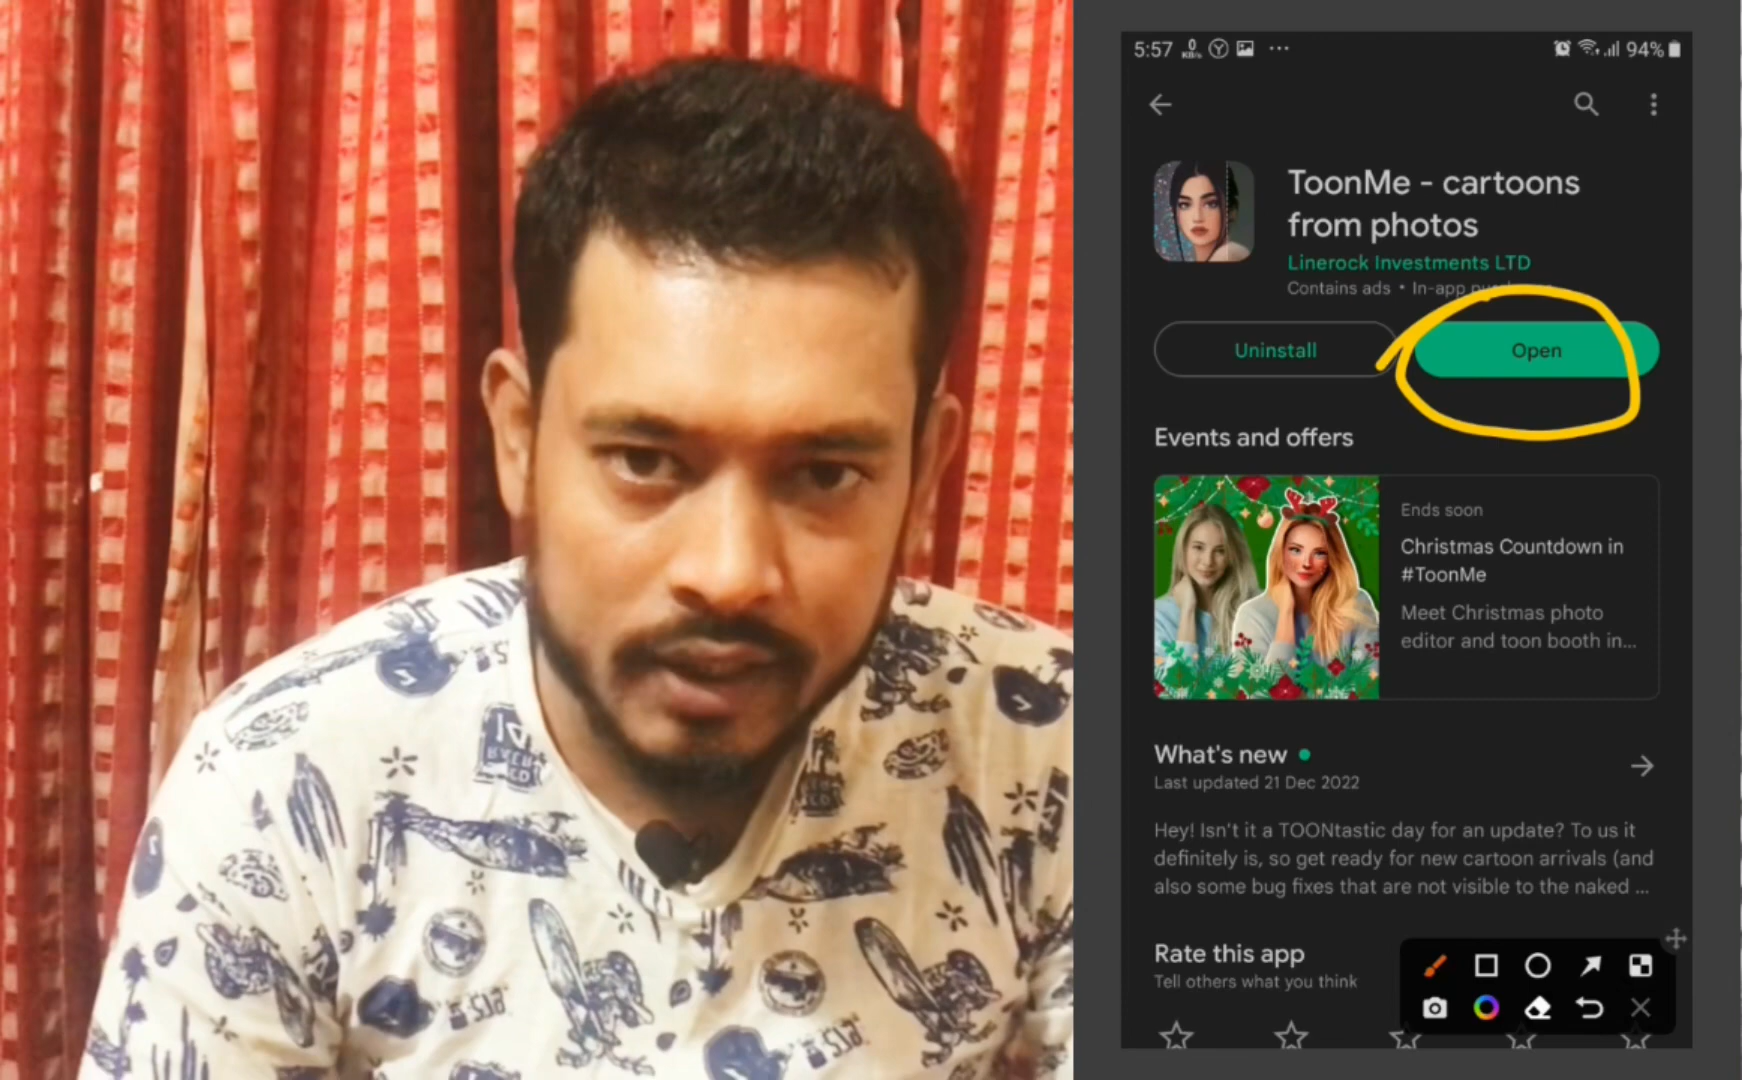 5:57
0
KB/s
94%
ToonMe - cartoons
from photos
Linerock Investments LTD
Contains ads • In-app
Uninstall
Open
Events and offers
Ends soon
Christmas Countdown in
#ToonMe
Meet Christmas photo
editor and toon booth in...
What's new
Last updated 21 Dec 2022
Hey! Isn't it a TOONtastic day for an update? To us it
definitely is, so get ready for new cartoon arrivals (and
also some bug fixes that are not visible to the naked ...
Rate this app
Tell others what you think